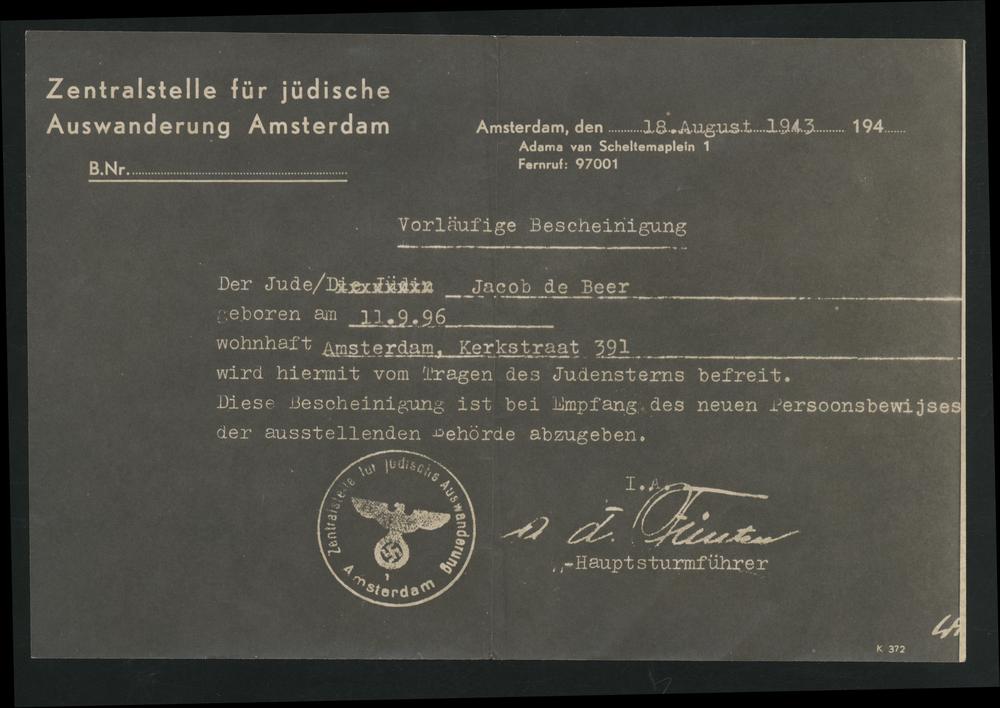 Zentralstelle für jüdische
Auswanderung Amsterdam
B.Nr.
Amsterdam, den 18.August 1943 194
Adama van Scheltemaplein 1
Fernruf: 97001
Vorläufige Bescheinigung
Der Jude/Die Jüdin Jacob de Beer
geboren am 11.9.96
wohnhaft Amsterdam, Kerkstraat 391
wird hiermit vom Tragen des Judensterns befreit.
Diese Bescheinigung ist bei Empfang des neuen Persoonsbewijses
der ausstellenden Behörde abzugeben.
Zentralstelle für jüdische Auswanderung
1
Amsterdam
I.A.
-Hauptsturmführer
K 372